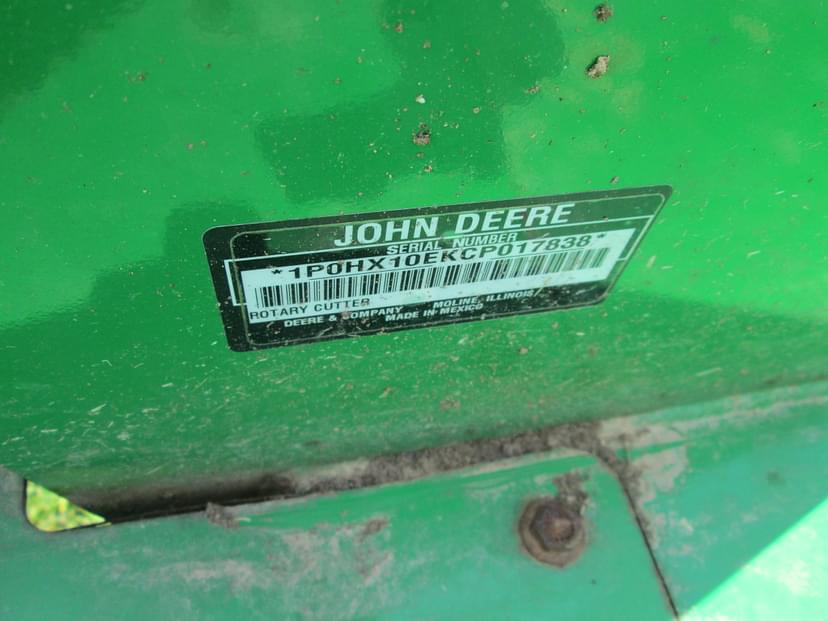 JOHN DEERE
SERIAL NUMBER
*1P0HX10EKCP017838*
ROTARY CUTTER
DEERE & COMPANY MOLINE, ILLINOIS
MADE IN MEXICO